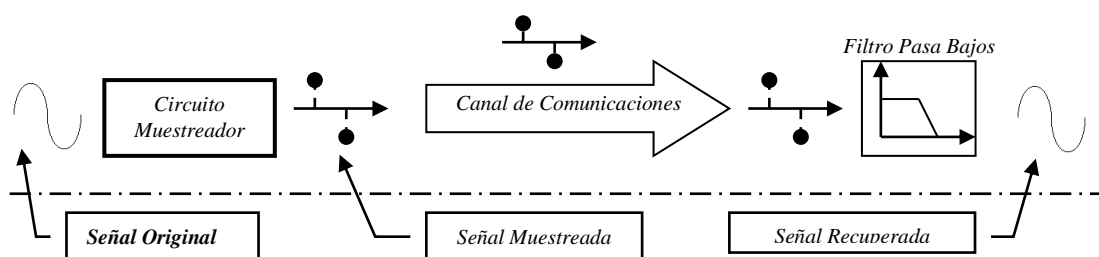 Filtro Pasa Bajos
Circuito
Muestreador
Canal de Comunicaciones
Señal Original
Señal Muestreada
Señal Recuperada